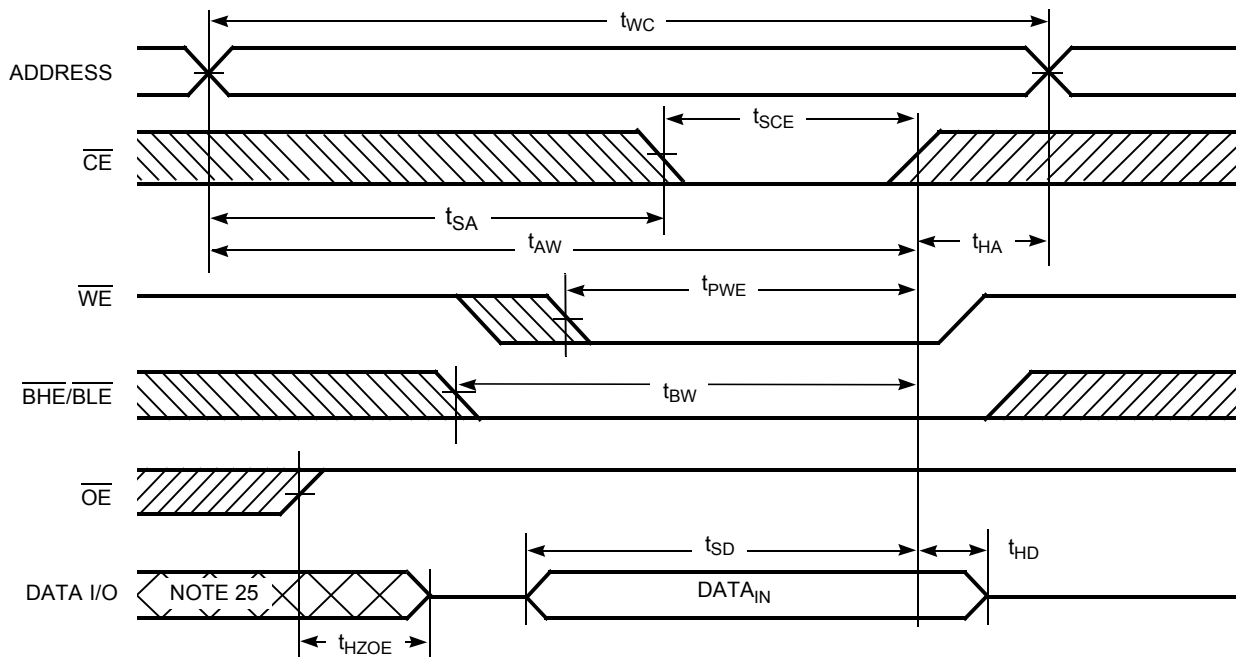 tWC
ADDRESS
tSCE
CE
tSA
tAW
tHA
WE
tPWE
BHE/BLE
tBW
OE
tSD
tHD
DATA I/O
NOTE 25
DATAIN
tHZOE